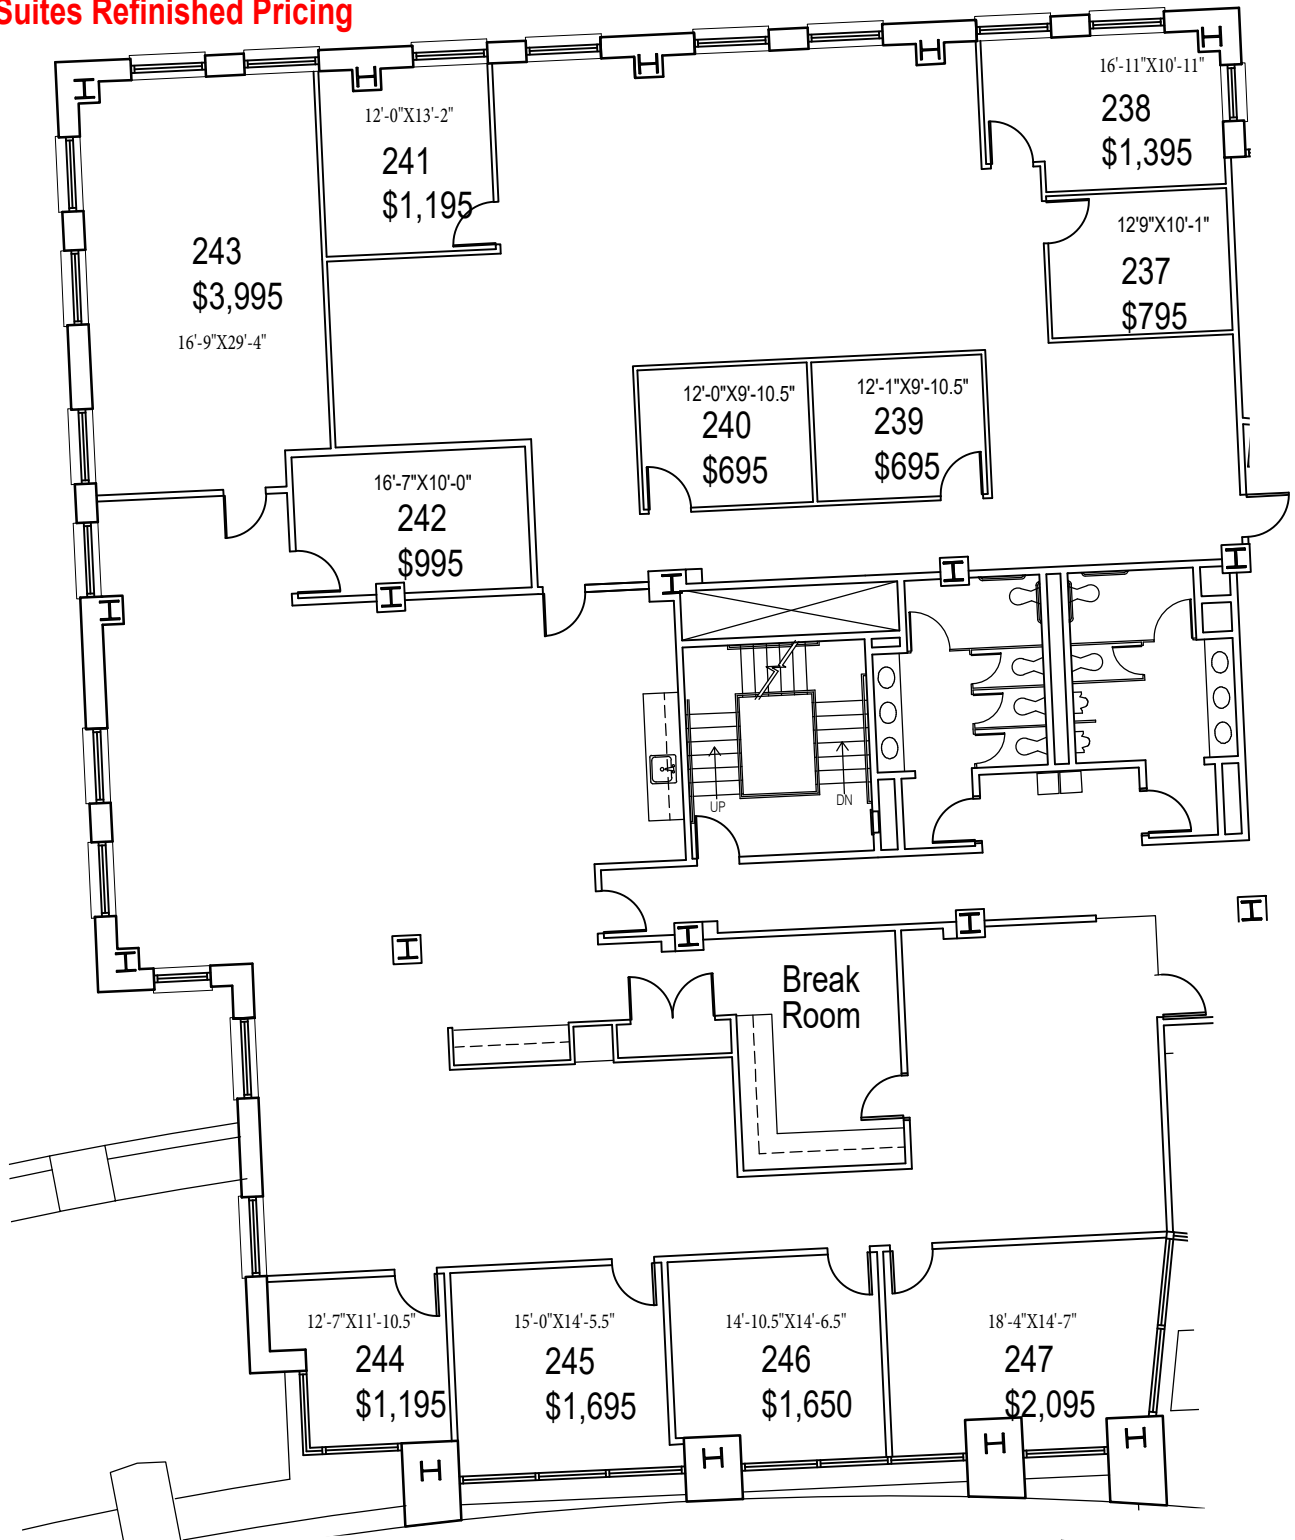 Suites Refinished Pricing
16'-11"X10'-11"
238
$1,395
12'-0"X13'-2"
241
$1,195
12'9"X10'-1"
237
$795
243
$3,995
16'-9"X29'-4"
12'-0"X9'-10.5"
240
$695
12'-1"X9'-10.5"
239
$695
16'-7"X10'-0"
242
$995
UP
DN
Break
Room
12'-7"X11'-10.5"
244
$1,195
15'-0"X14'-5.5"
245
$1,695
14'-10.5"X14'-6.5"
246
$1,650
18'-4"X14'-7"
247
$2,095